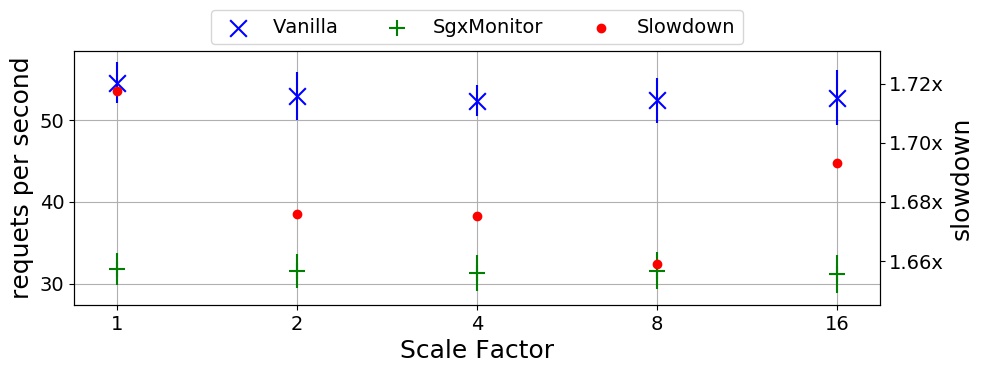 Vanilla SgxMonitor Slowdown
requets per second
50
40
30
1.72x
1.70x
1.68x
1.66x
slowdown
1 2 4 8 16
Scale Factor